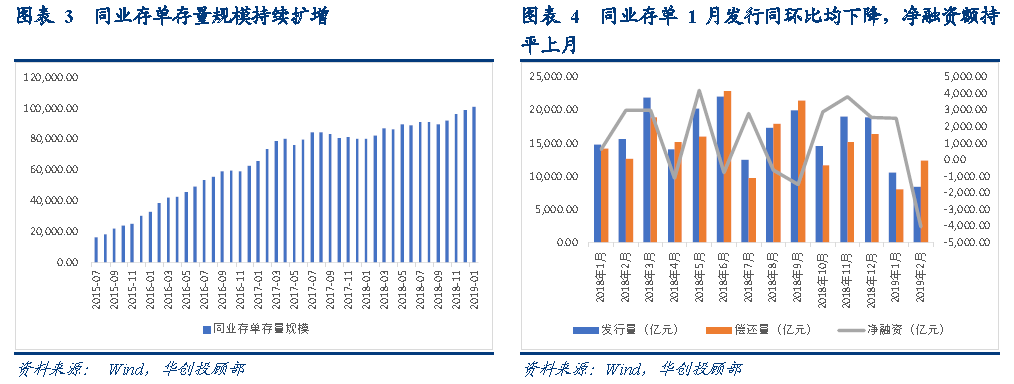 图表 3 同业存单存量规模持续扩增
120,000.00
100,000.00
80,000.00
60,000.00
40,000.00
20,000.00
0.00
2015-07
2015-09
2015-11
2016-01
2016-03
2016-05
2016-07
2016-09
2016-11
2017-01
2017-03
2017-05
2017-07
2017-09
2017-11
2018-01
2018-03
2018-05
2018-07
2018-09
2018-11
2019-01
同业存单存量规模
资料来源： Wind，华创投顾部
图表 4 同业存单 1 月发行同环比均下降，净融资额持
平上月
25,000.00
20,000.00
15,000.00
10,000.00
5,000.00
0.00
5,000.00
4,000.00
3,000.00
2,000.00
1,000.00
0.00
-1,000.00
-2,000.00
-3,000.00
-4,000.00
-5,000.00
2018年1月
2018年2月
2018年3月
2018年4月
2018年5月
2018年6月
2018年7月
2018年8月
2018年9月
2018年10月
2018年11月
2018年12月
2019年1月
2019年2月
发行量（亿元）
偿还量（亿元）
净融资（亿元）
资料来源：Wind，华创投顾部